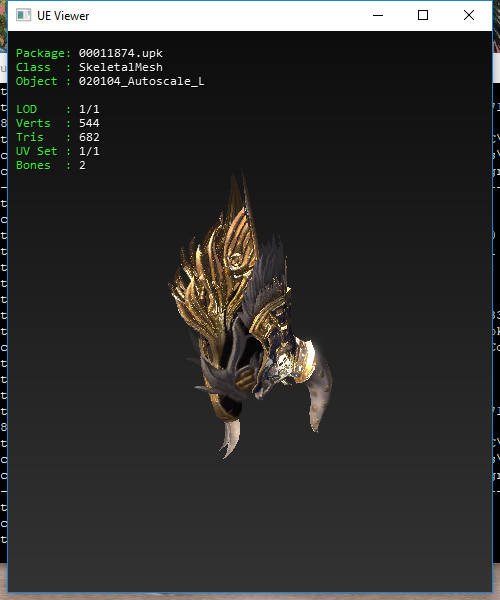 UE Viewer
Package: 00011874.upk
Class : SkeletalMesh
Object : 020104_Autoscale_L
LOD : 1/1
Verts : 544
Tris : 682
UV Set : 1/1
Bones : 2